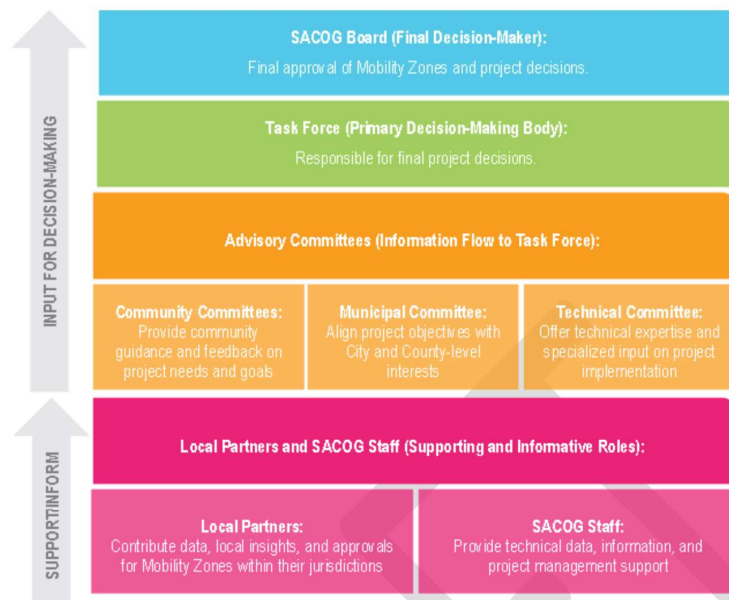 SACOG Board (Final Decision-Maker):
Final approval of Mobility Zones and project decisions.
Task Force (Primary Decision-Making Body):
Responsible for final project decisions.
Advisory Committees (Information Flow to Task Force):
Community Committees:
Provide community
guidance and feedback on
project needs and goals
Municipal Committee:
Align project objectives with
City and County-level
interests
Technical Committee:
Offer technical expertise and
specialized input on project
implementation
INPUT FOR DECISION-MAKING
Local Partners and SACOG Staff (Supporting and Informative Roles):
Local Partners:
Contribute data, local insights, and approvals
for Mobility Zones within their jurisdictions
SACOG Staff:
Provide technical data, information, and
project management support
SUPPORT/INFORM